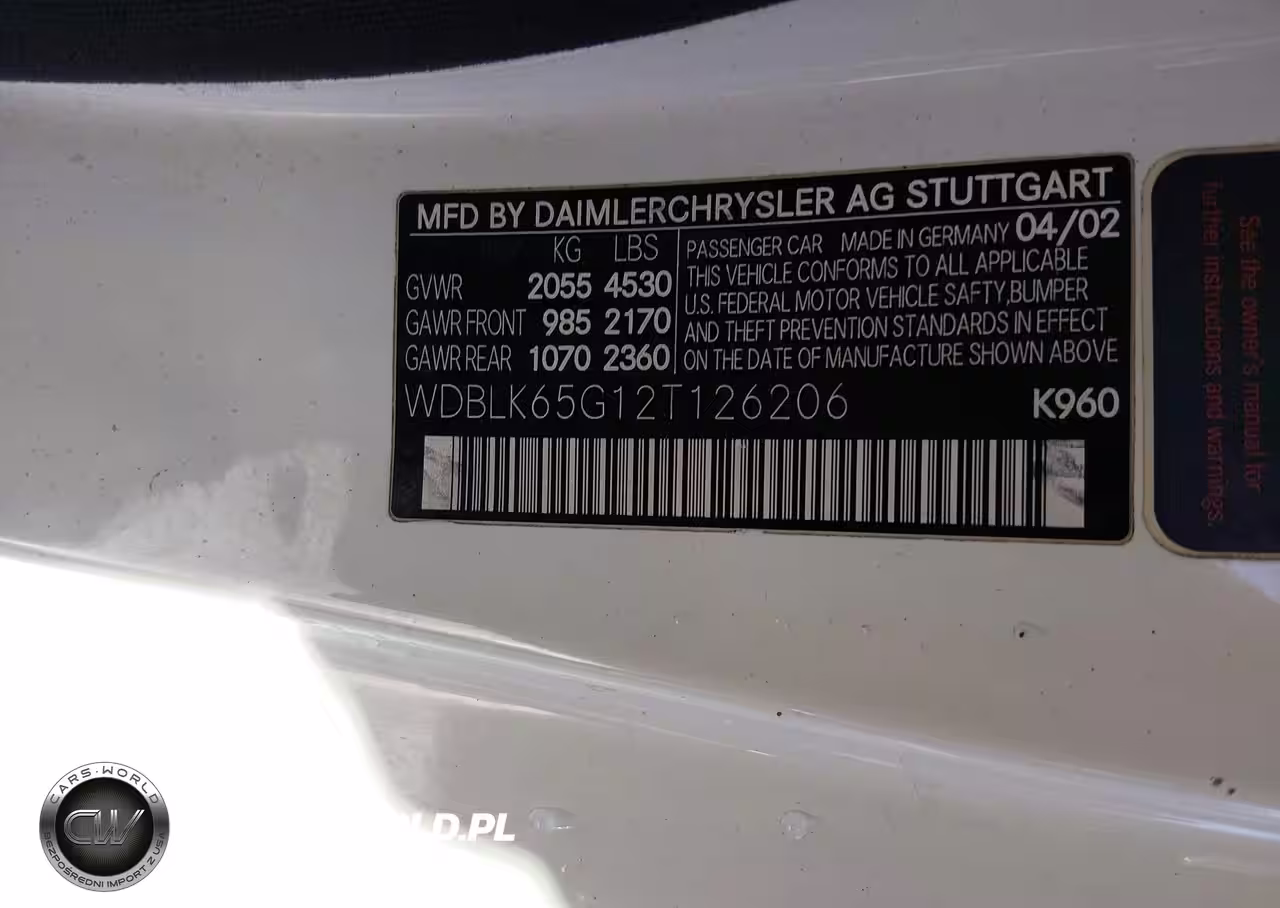 MFD BY DAIMLERCHRYSLER AG STUTTGART
KG LBS
GVWR 2055 4530
GAWR FRONT 985 2170
GAWR REAR 1070 2360
PASSENGER CAR MADE IN GERMANY 04/02
THIS VEHICLE CONFORMS TO ALL APPLICABLE
U.S. FEDERAL MOTOR VEHICLE SAFTY,BUMPER
AND THEFT PREVENTION STANDARDS IN EFFECT
ON THE DATE OF MANUFACTURE SHOWN ABOVE
WDBLK65G12T126206 K960
See the owner's manual for
further instructions and warnings.
CARS·WORLD
CW
BEZPOŚREDNI IMPORT Z USA
LD.PL